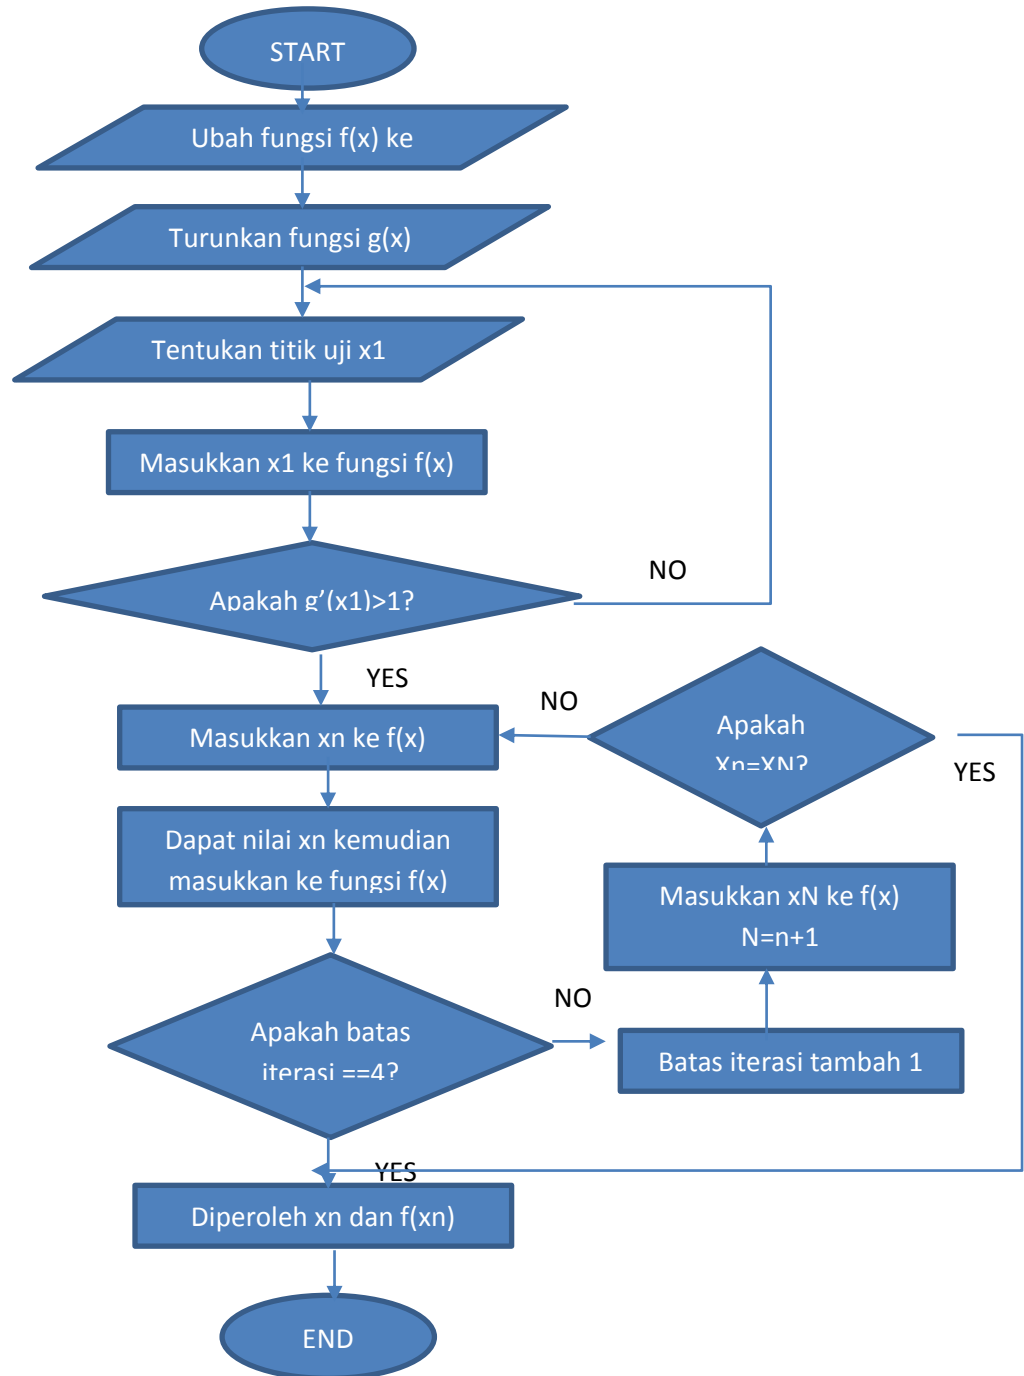 START
Ubah fungsi f(x) ke
Turunkan fungsi g(x)
Tentukan titik uji x1
Masukkan x1 ke fungsi f(x)
Apakah g’(x1)>1?
NO
YES
Masukkan xn ke f(x)
NO
Apakah
Xn=XN?
YES
Dapat nilai xn kemudian
masukkan ke fungsi f(x)
Masukkan xN ke f(x)
N=n+1
Apakah batas
iterasi ==4?
NO
Batas iterasi tambah 1
YES
Diperoleh xn dan f(xn)
END